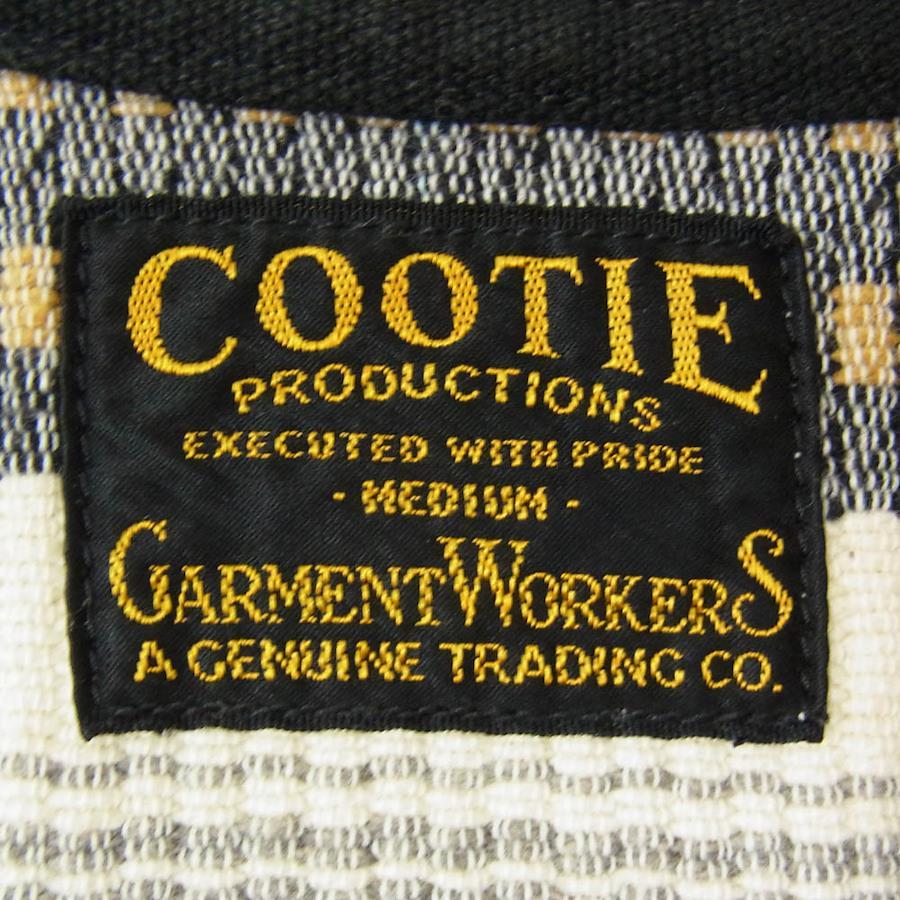 COOTIE
PRODUCTIONS
EXECUTED WITH PRIDE
- MEDIUM -
GARMENTWORKERS
A GENUINE TRADING CO.